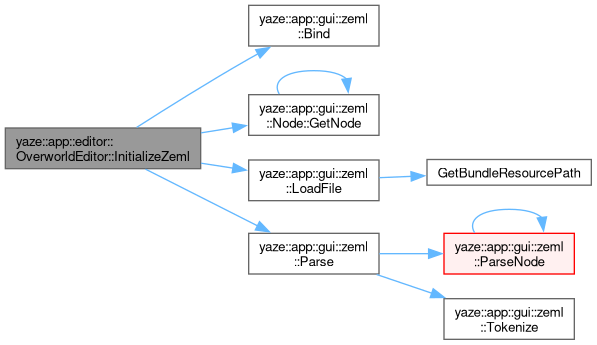 yaze::app::editor::
OverworldEditor::InitializeZeml
yaze::app::gui::zeml
::Bind
yaze::app::gui::zeml
::Node::GetNode
yaze::app::gui::zeml
::LoadFile
GetBundleResourcePath
yaze::app::gui::zeml
::Parse
yaze::app::gui::zeml
::ParseNode
yaze::app::gui::zeml
::Tokenize